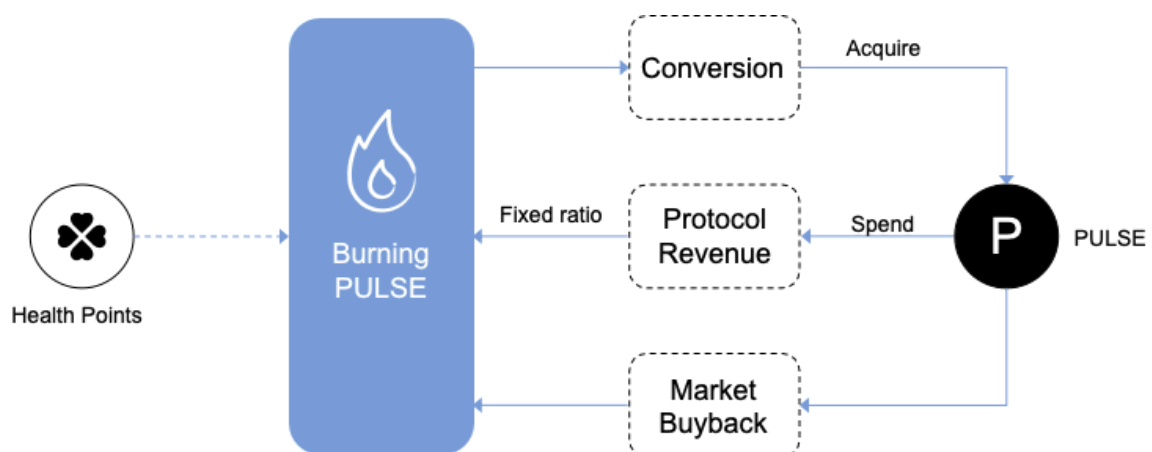 Conversion
Acquire
Fixed ratio
Protocol
Revenue
Spend
P
PULSE
Burning
PULSE
Health Points
Market
Buyback